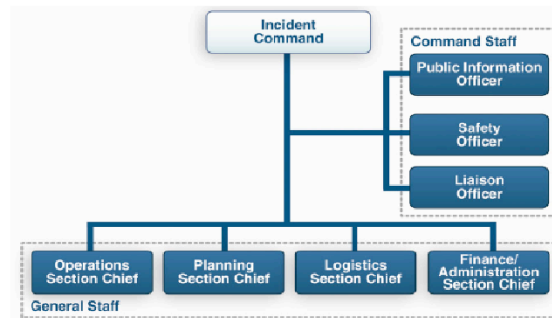 Incident
Command
Command Staff
Public Information
Officer
Safety
Officer
Liaison
Officer
Operations
Section Chief
Planning
Section Chief
Logistics
Section Chief
Finance/
Administration
Section Chief
General Staff